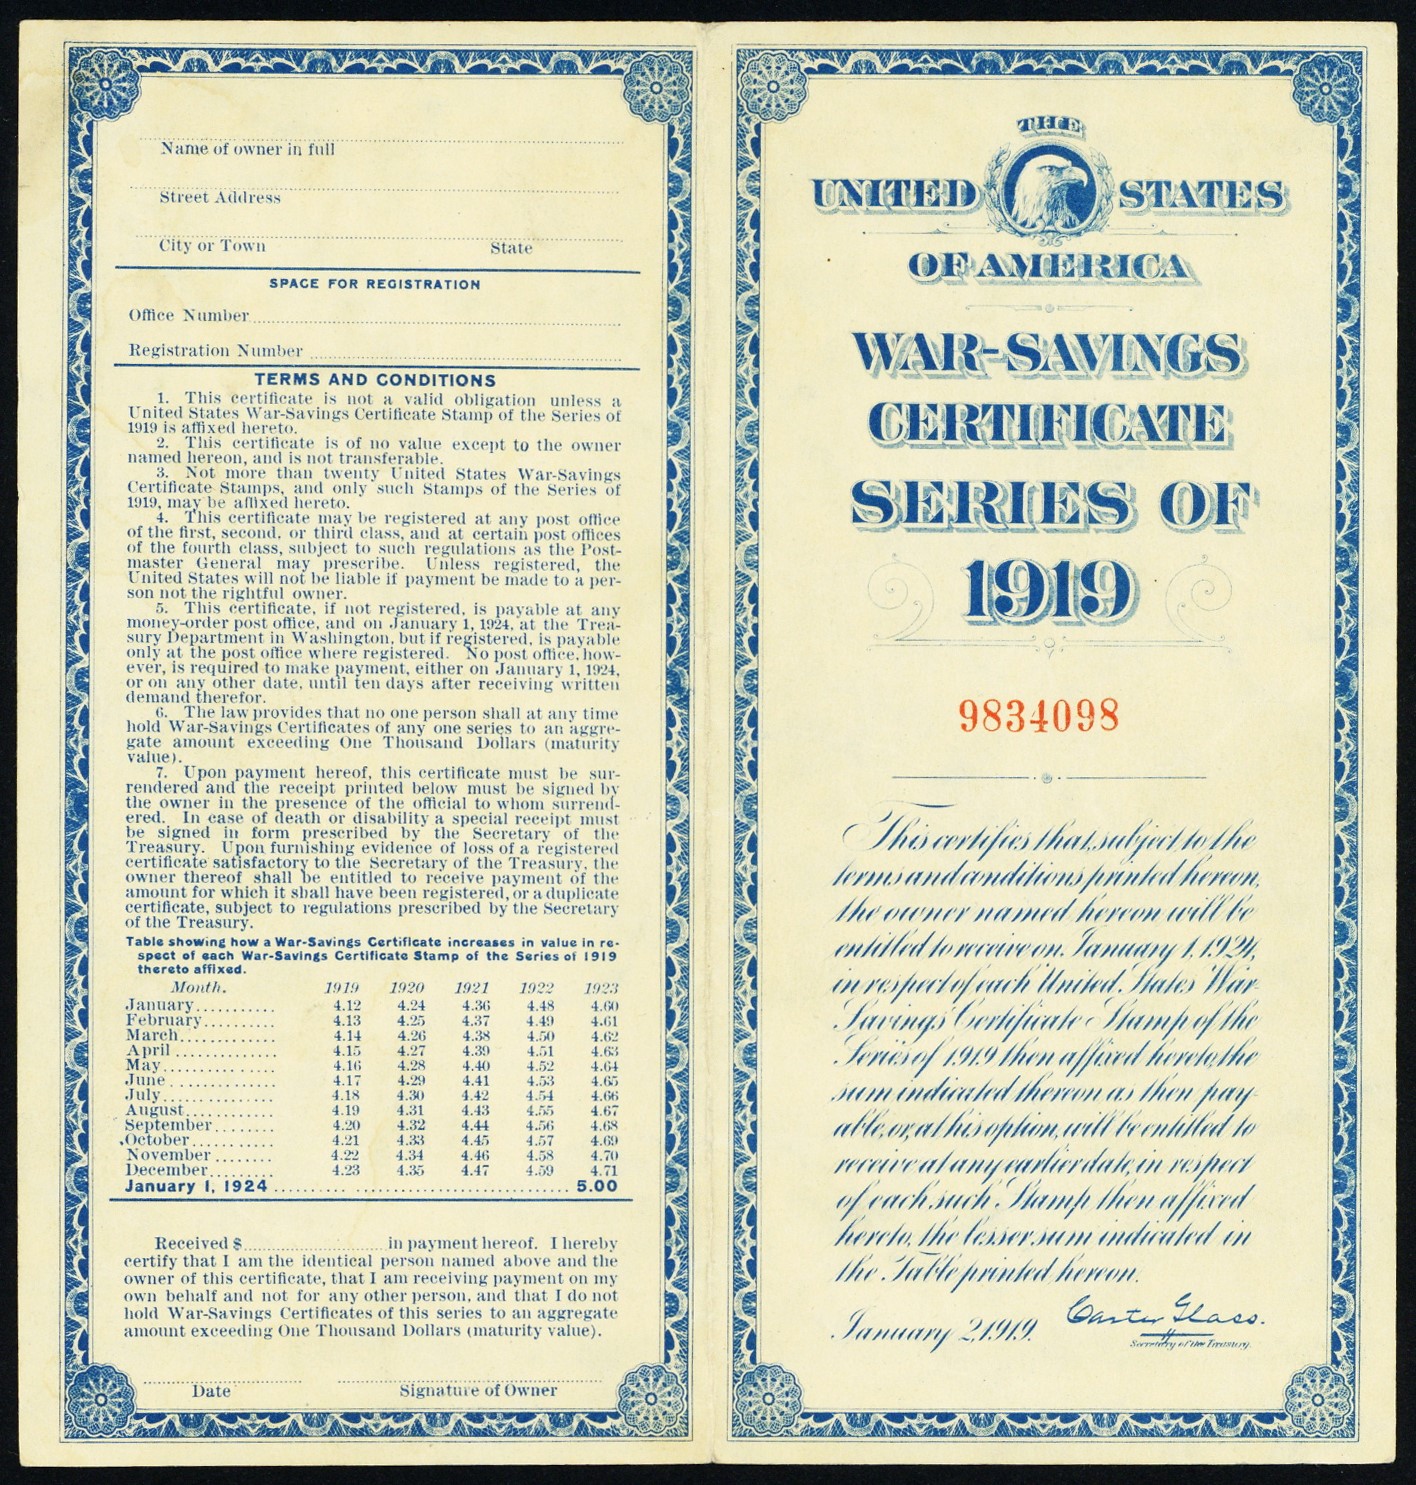 Name of owner in full
Street Address
City or Town State
SPACE FOR REGISTRATION
Office Number
Registration Number
TERMS AND CONDITIONS
1. This certificate is not a valid obligation unless a
United States War-Savings Certificate Stamp of the Series of
1919 is affixed hereto.
2. This certificate is of no value except to the owner
named hereon, and is not transferable.
3. Not more than twenty United States War-Savings
Certificate Stamps, and only such Stamps of the Series of
1919, may be affixed hereto.
4. This certificate may be registered at any post office
of the first, second, or third class, and at certain post offices
of the fourth class, subject to such regulations as the Post-
master General may prescribe. Unless registered, the
United States will not be liable if payment be made to a per-
son not the rightful owner.
5. This certificate, if not registered, is payable at any
money-order post office, and on January 1, 1924, at the Trea-
sury Department in Washington, but if registered, is payable
only at the post office where registered. No post office, how-
ever, is required to make payment, either on January 1, 1924,
or on any other date, until ten days after receiving written
demand therefor.
6. The law provides that no one person shall at any time
hold War-Savings Certificates of any one series to an aggre-
gate amount exceeding One Thousand Dollars (maturity
value).
7. Upon payment hereof, this certificate must be sur-
rendered and the receipt printed below must be signed by
the owner in the presence of the official to whom surrend-
ered. In case of death or disability a special receipt must
be signed in form prescribed by the Secretary of the
Treasury. Upon furnishing evidence of loss of a registered
certificate satisfactory to the Secretary of the Treasury, the
owner thereof shall be entitled to receive payment of the
amount for which it shall have been registered, or a duplicate
certificate, subject to regulations prescribed by the Secretary
of the Treasury.
Table showing how a War-Savings Certificate increases in value in re-
spect of each War-Savings Certificate Stamp of the Series of 1919
thereto affixed.
Month. 1919 1920 1921 1922 1923
January........... 4.12 4.24 4.36 4.48 4.60
February.......... 4.13 4.25 4.37 4.49 4.61
March............. 4.14 4.26 4.38 4.50 4.62
April ............. 4.15 4.27 4.39 4.51 4.63
May............... 4.16 4.28 4.40 4.52 4.64
June .............. 4.17 4.29 4.41 4.53 4.65
July............... 4.18 4.30 4.42 4.54 4.66
August............ 4.19 4.31 4.43 4.55 4.67
September........ 4.20 4.32 4.44 4.56 4.68
October........... 4.21 4.33 4.45 4.57 4.69
November ........ 4.22 4.34 4.46 4.58 4.70
December......... 4.23 4.35 4.47 4.59 4.71
January 1, 1924 .......... .............................. 5.00
Received $ in payment hereof. I hereby
certify that I am the identical person named above and the
owner of this certificate, that I am receiving payment on my
own behalf and not for any other person, and that I do not
hold War-Savings Certificates of this series to an aggregate
amount exceeding One Thousand Dollars (maturity value).
Date Signature of Owner
THE
UNITED STATES
OF AMERICA
WAR-SAVINGS
CERTIFICATE
SERIES OF
1919
9834098
This certifies that, subject to the
terms and conditions printed hereon,
the owner named hereon will be
entitled to receive on January 1, 1924,
in respect of each United States War-
Savings Certificate Stamp of the
Series of 1919 then affixed hereto, the
sum indicated thereon as then pay-
able, or, at his option, will be entitled to
receive at any earlier date, in respect
of each such Stamp then affixed
hereto, the lesser sum indicated in
the Table printed hereon.
January 2, 1919. Carter Glass.
Secretary of the Treasury.